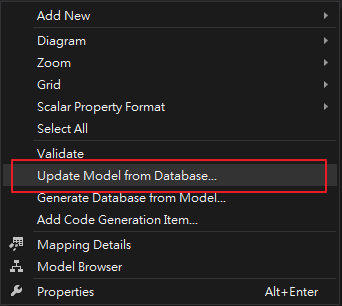 Add New
Diagram
Zoom
Grid
Scalar Property Format
Select All
Validate
Update Model from Database...
Generate Database from Model...
Add Code Generation Item...
Mapping Details
Model Browser
Properties Alt+Enter